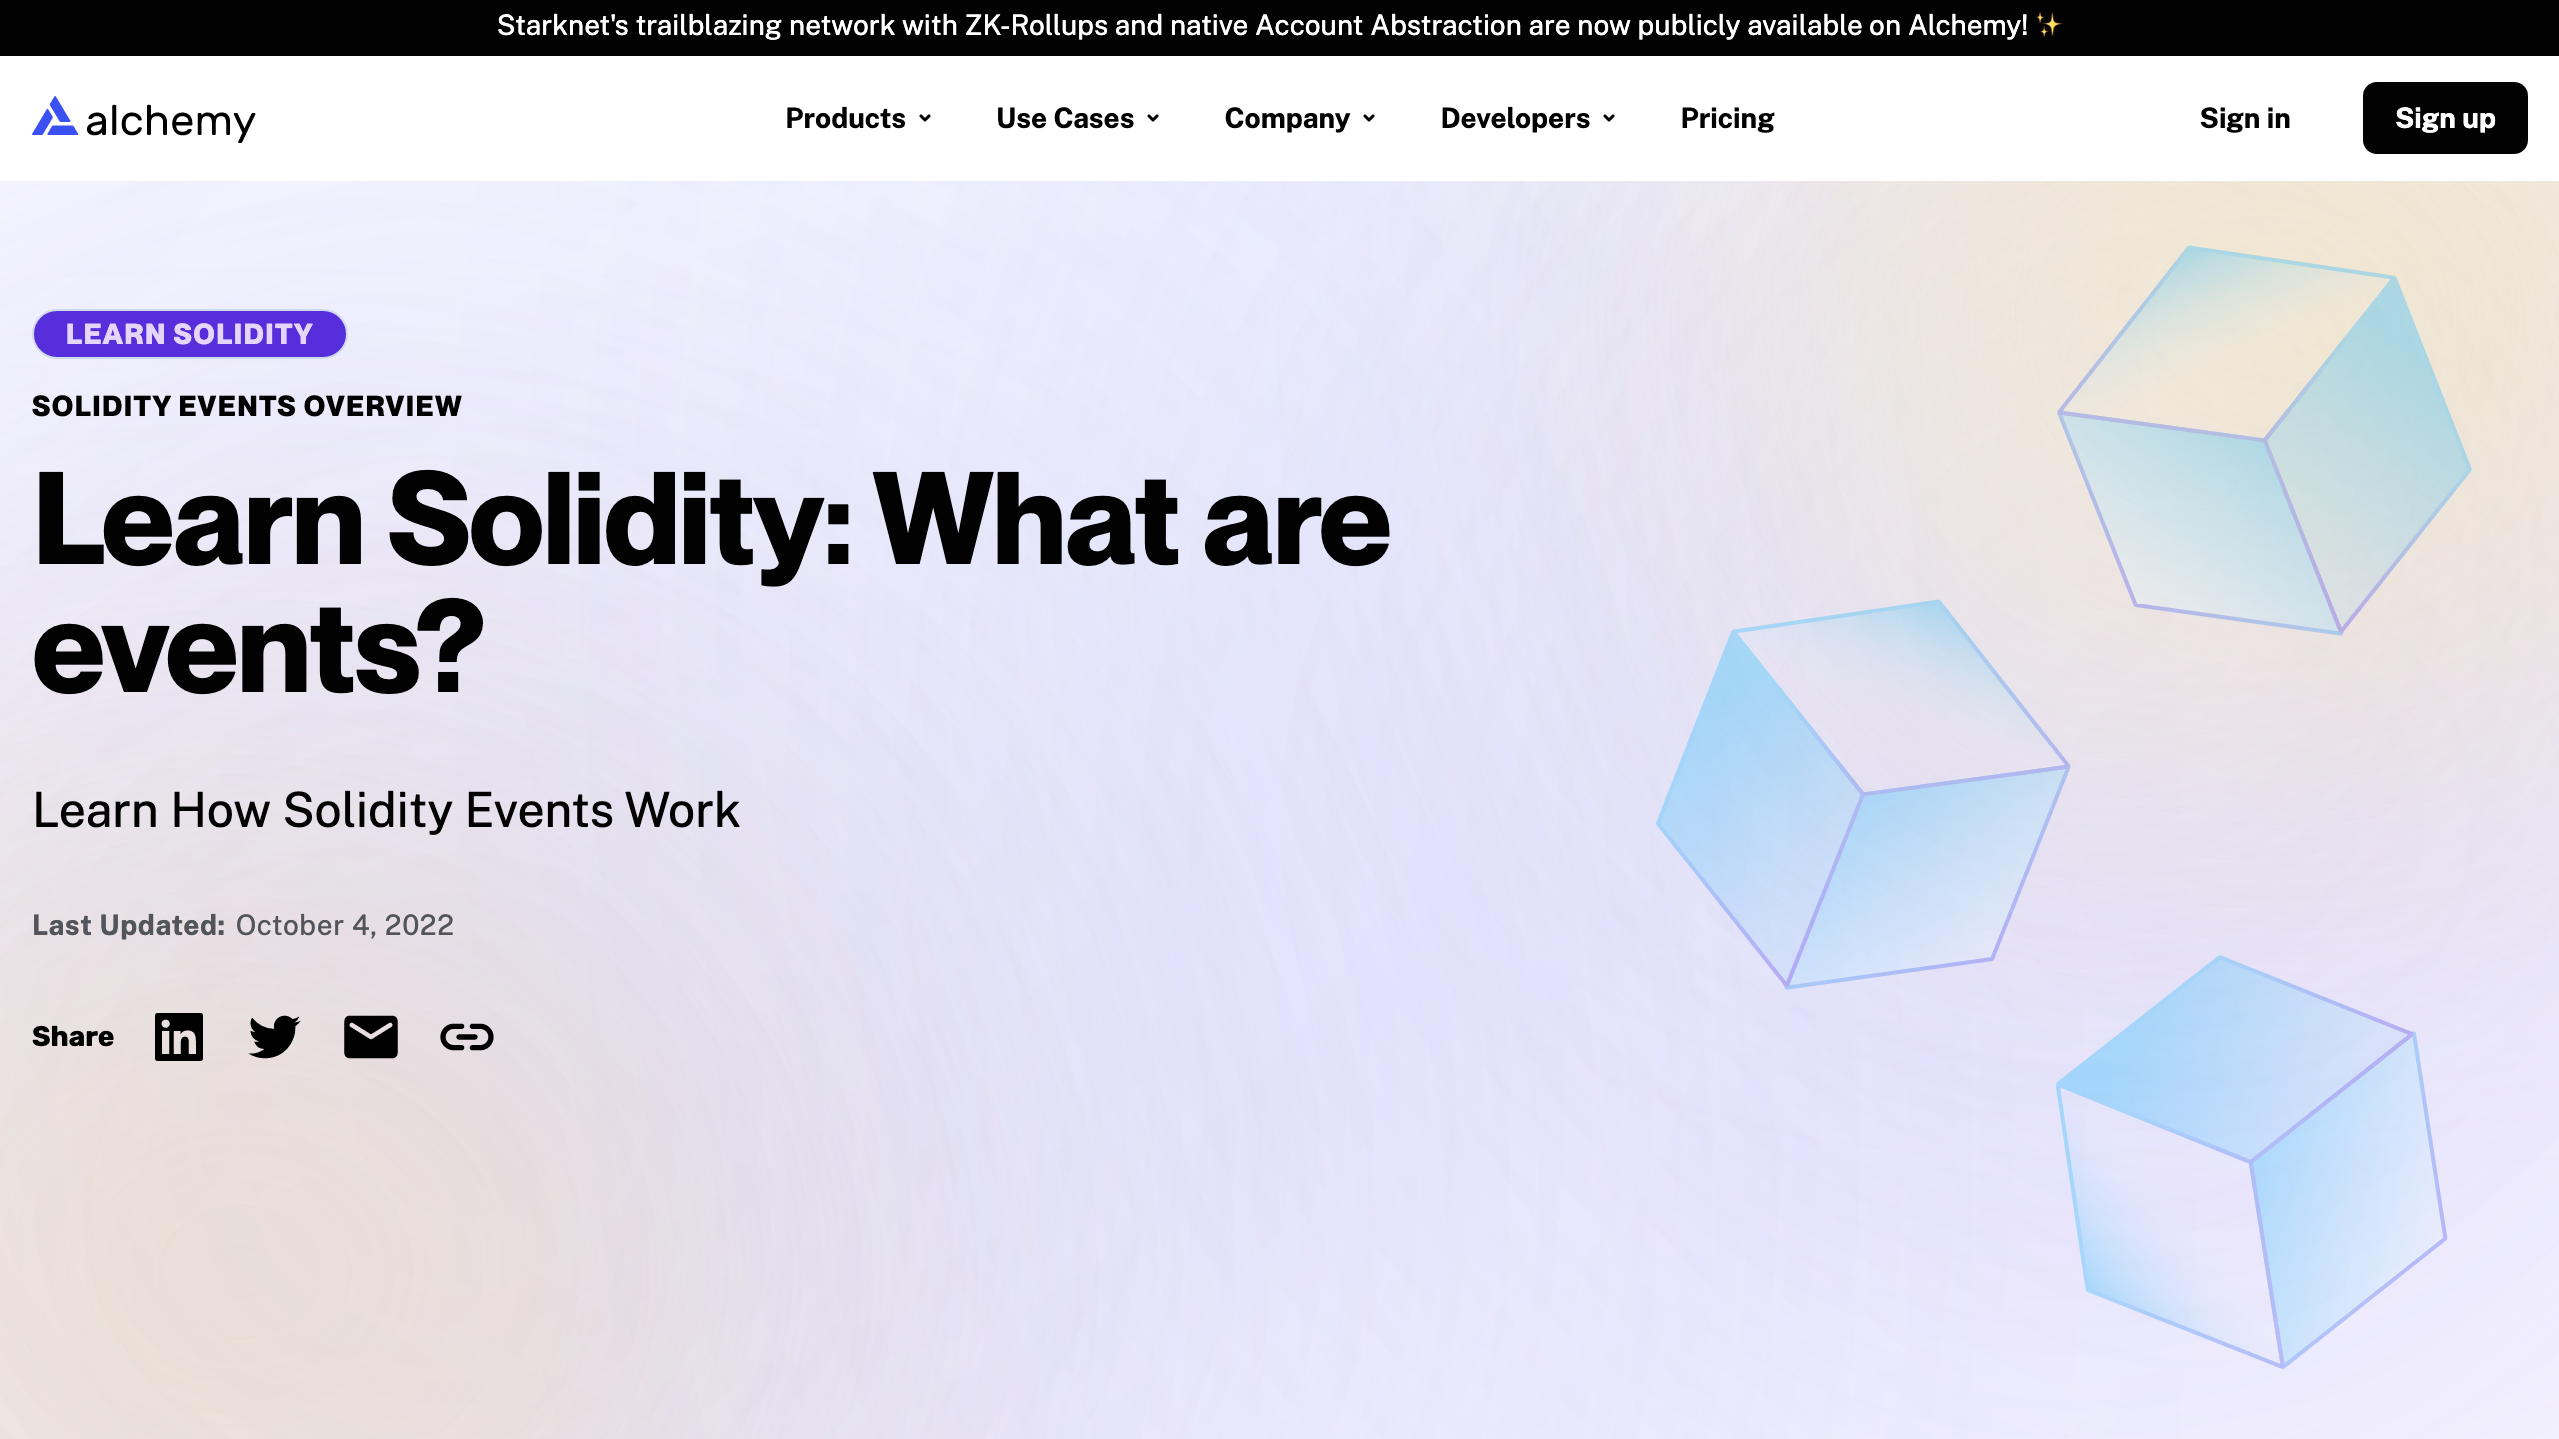 Starknet's trailblazing network with ZK-Rollups and native Account Abstraction are now publicly available on Alchemy! ✨
alchemy
Products
Use Cases
Company
Developers
Pricing
Sign in
Sign up
LEARN SOLIDITY
SOLIDITY EVENTS OVERVIEW
Learn Solidity: What are
events?
Learn How Solidity Events Work
Last Updated: October 4, 2022
Share